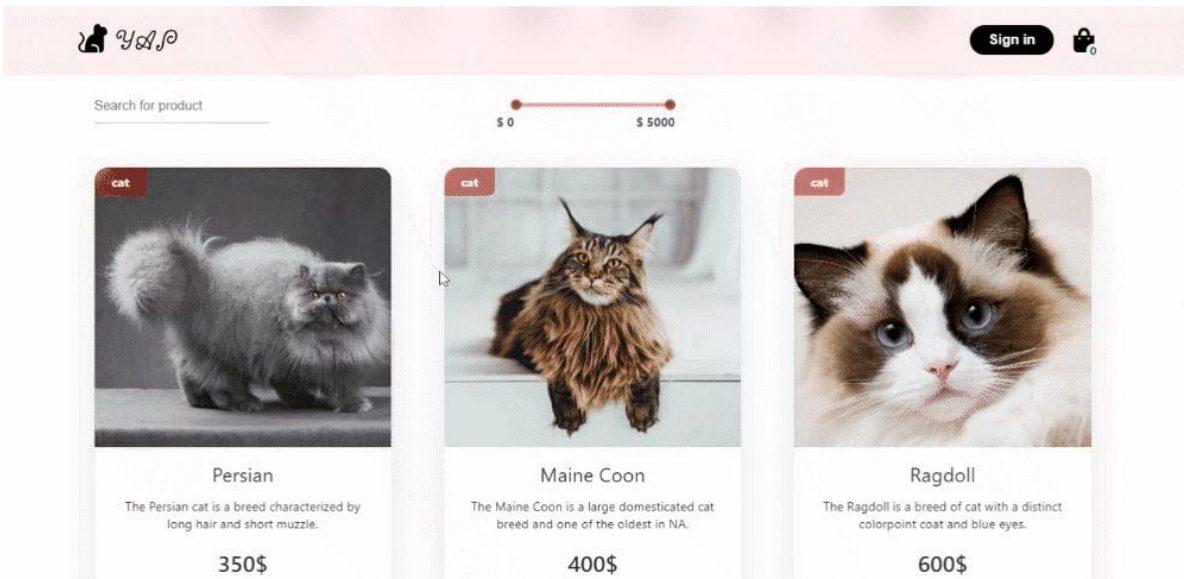 YAP
Sign in
0
Search for product
$ 0
$ 5000
cat
cat
cat
Persian
The Persian cat is a breed characterized by
long hair and short muzzle.
350$
Maine Coon
The Maine Coon is a large domesticated cat
breed and one of the oldest in NA.
400$
Ragdoll
The Ragdoll is a breed of cat with a distinct
colorpoint coat and blue eyes.
600$